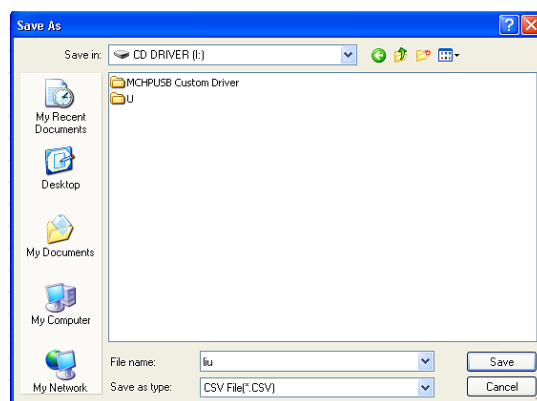 Save As
Save in:
CD DRIVER (I:)
My Recent
Documents
Desktop
My Documents
My Computer
My Network
MCHPUSB Custom Driver
U
File name:
liu
Save
Save as type:
CSV File(*.CSV)
Cancel